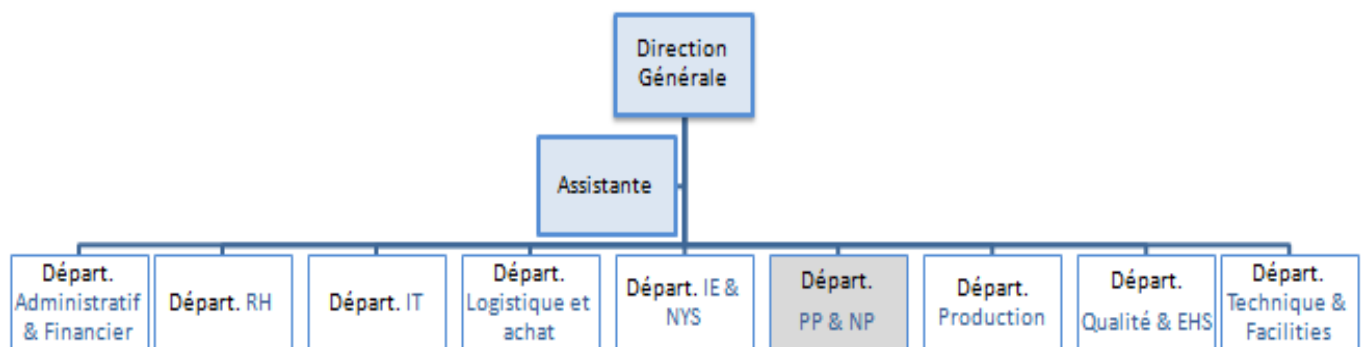 Direction
Générale
Assistante
Départ.
Administratif
& Financier
Départ. RH
Départ. IT
Départ.
Logistique et
achat
Départ. IE &
NYS
Départ.
PP & NP
Départ.
Production
Départ.
Qualité & EHS
Départ.
Technique &
Facilities